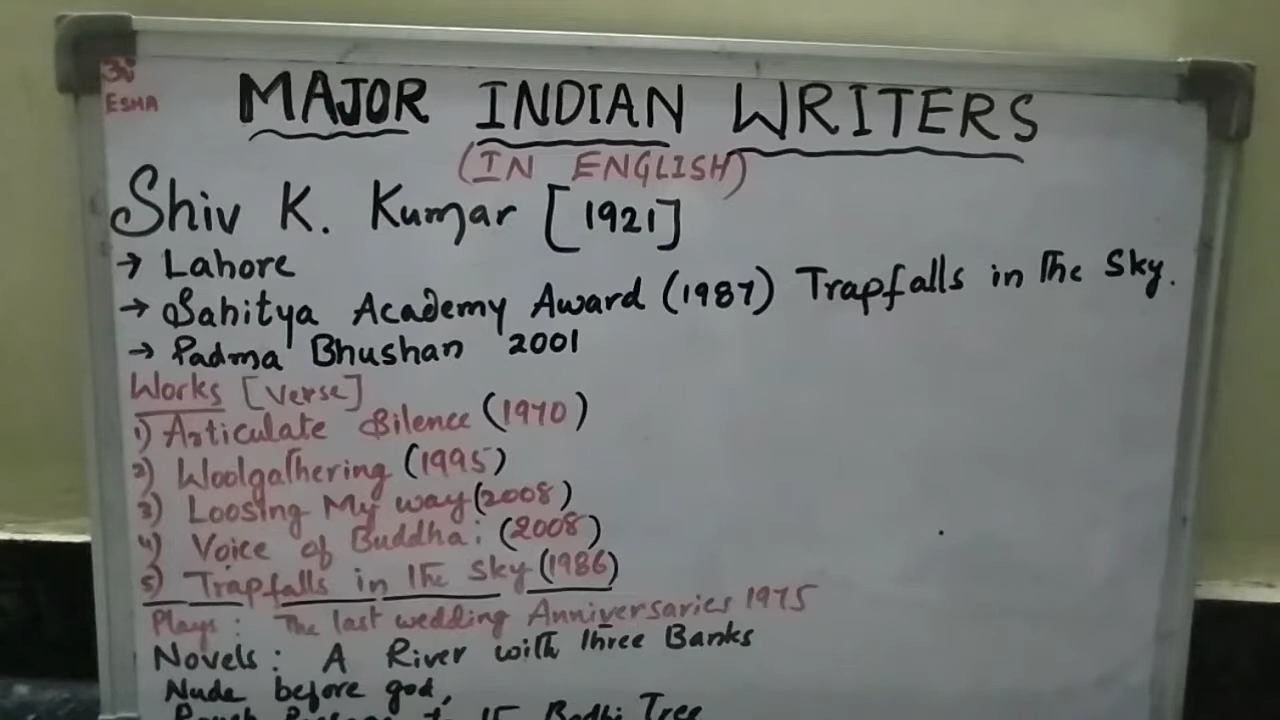 ॐ
ESHA
MAJOR INDIAN WRITERS
(IN ENGLISH)
Shiv K. Kumar [1921]
→ Lahore
→ Sahitya Academy Award (1987) Trapfalls in the Sky.
→ Padma Bhushan 2001
Works [Verse]
1) Articulate Silence (1970)
2) Woolgathering (1995)
3) Loosing My way (2008)
4) Voice of Buddha: (2008)
5) Trapfalls in the sky (1986)
Plays: The last wedding Anniversaries 1975
Novels: A River with three Banks
Nude before god,
Bodhi Tree